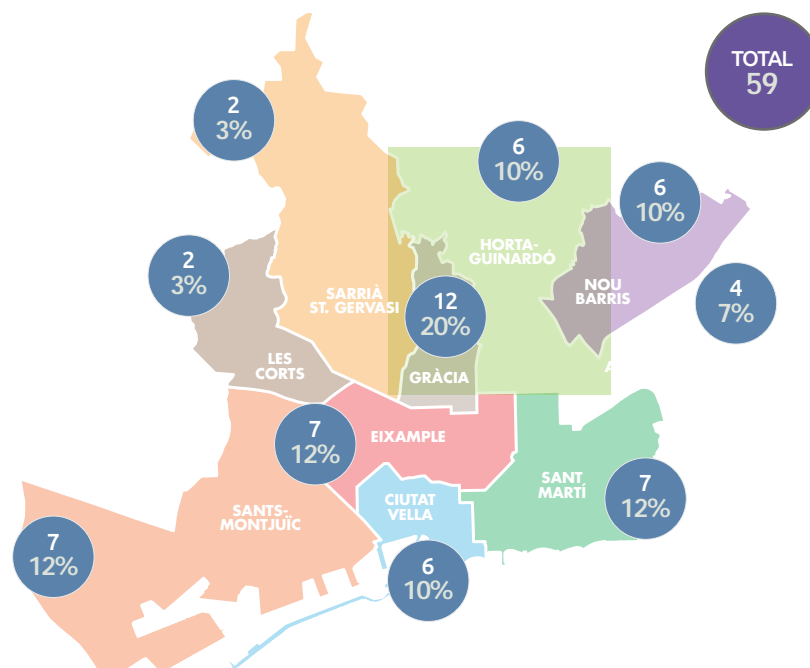 TOTAL
59
2
3%
6
10%
6
10%
HORTA-
GUINARDÓ
2
3%
NOU
BARRIS
4
7%
SARRIÀ
ST. GERVASI
12
20%
LES
CORTS
GRÀCIA
A
7
12%
EIXAMPLE
SANT
MARTÍ
7
12%
CIUTAT
VELLA
SANTS-
MONTJUÏC
7
12%
6
10%